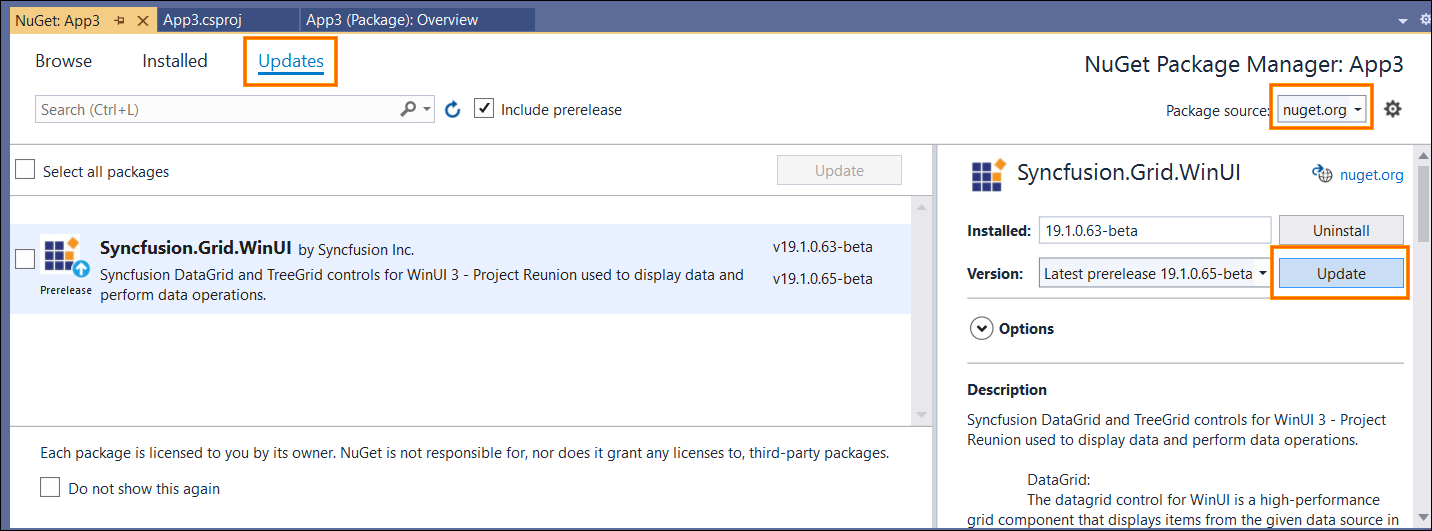 NuGet: App3
App3.csproj
App3 (Package): Overview
Browse
Installed
Updates
NuGet Package Manager: App3
Search (Ctrl+L)
Include prerelease
Package source:
nuget.org
Select all packages
Update
Syncfusion.Grid.WinUI by Syncfusion Inc.
v19.1.0.63-beta
Syncfusion DataGrid and TreeGrid controls for WinUI 3 - Project Reunion used to display data and
v19.1.0.65-beta
Prerelease
perform data operations.
Each package is licensed to you by its owner. NuGet is not responsible for, nor does it grant any licenses to, third-party packages.
Do not show this again
Syncfusion.Grid.WinUI
nuget.org
Installed:
19.1.0.63-beta
Uninstall
Version:
Latest prerelease 19.1.0.65-beta
Update
Options
Description
Syncfusion DataGrid and TreeGrid controls for WinUI 3 - Project
Reunion used to display data and perform data operations.
DataGrid:
The datagrid control for WinUI is a high-performance
grid component that displays items from the given data source in